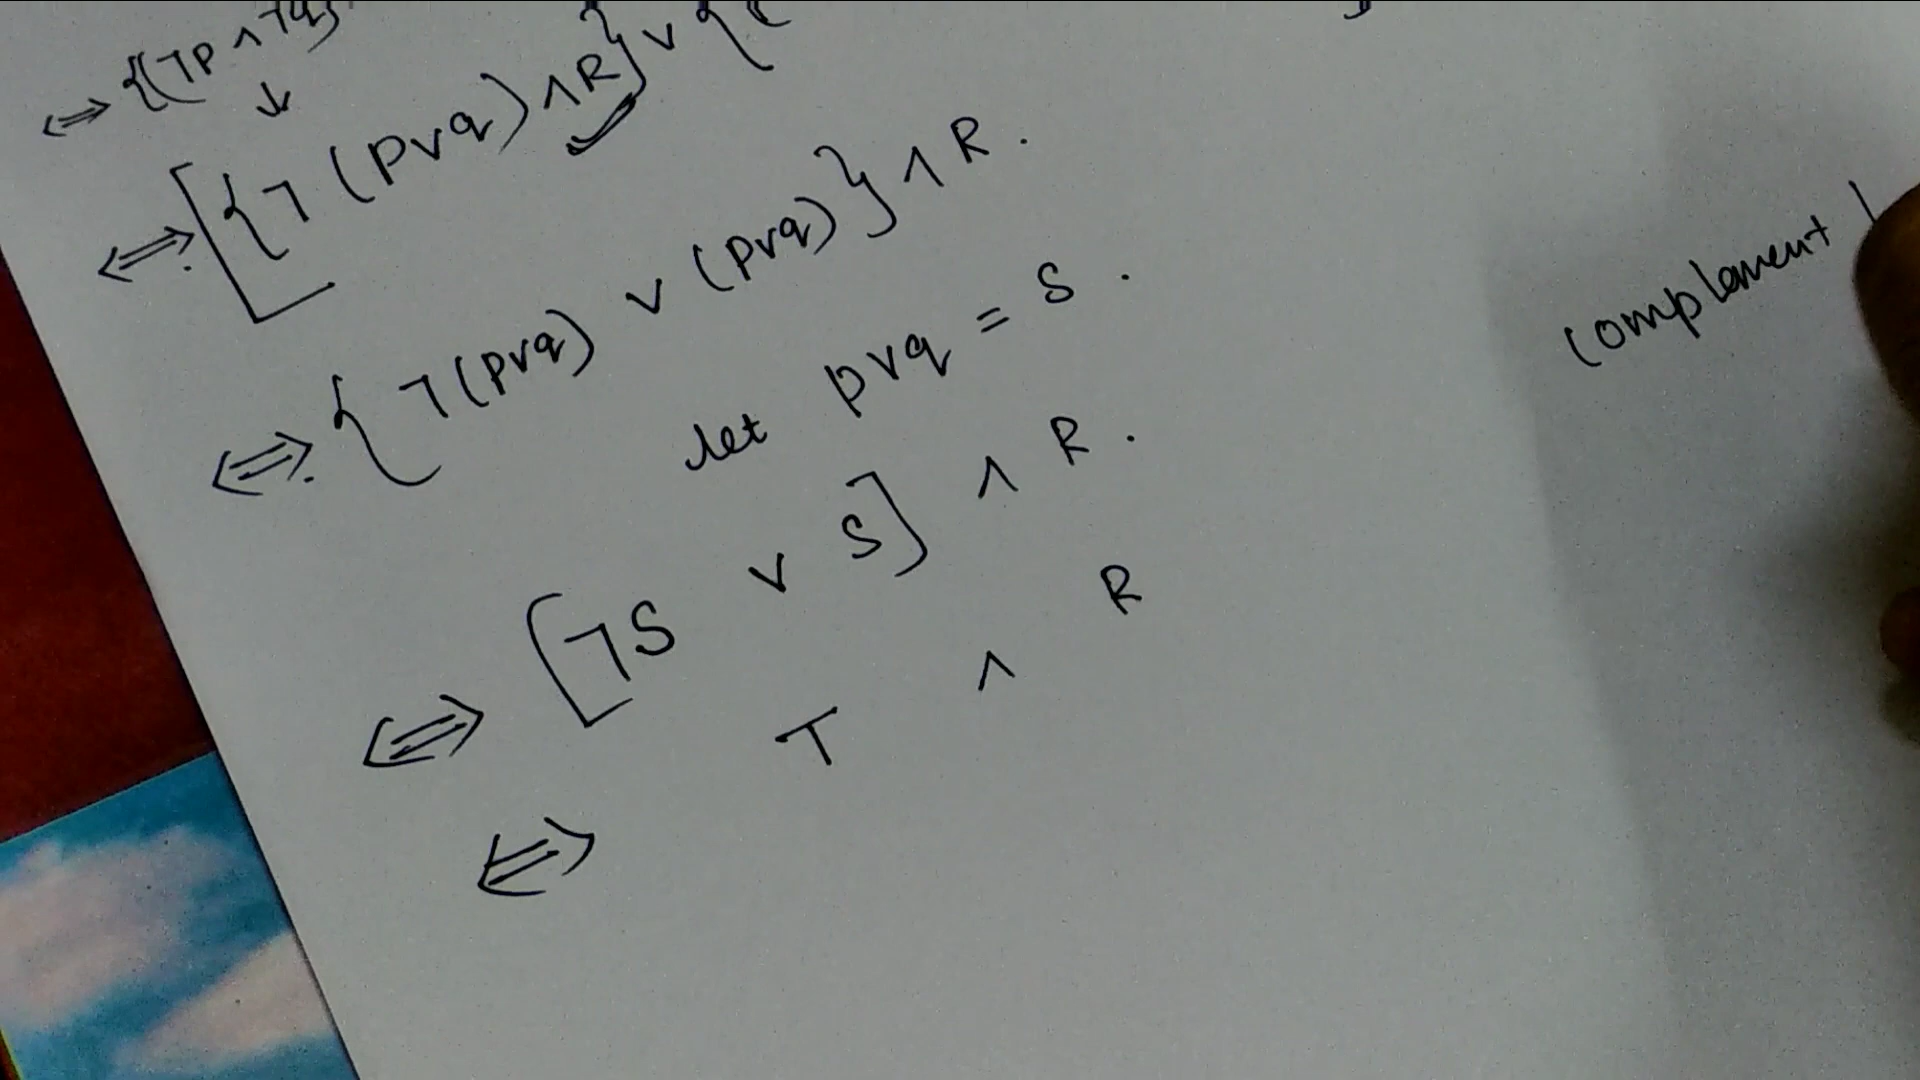 ⇔ {(¬P ∧ ¬q)
↓
⇔ [{¬(P∨q) ∧ R} ∨ {(
⇔ {¬(P∨q) ∨ (P∨q)} ∧ R.
let P∨q = S.
⇔ [¬S ∨ S] ∧ R.
⇔ T ∧ R
complement